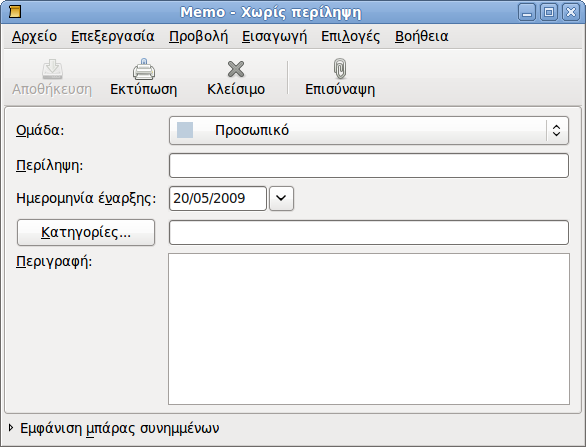 Memo - Χωρίς περίληψη
Αρχείο Επεξεργασία Προβολή Εισαγωγή Επιλογές Βοήθεια
Αποθήκευση Εκτύπωση Κλείσιμο Επισύναψη
Ομάδα: Προσωπικό
Περίληψη:
Ημερομηνία έναρξης: 20/05/2009
Κατηγορίες...
Περιγραφή:
Εμφάνιση μπάρας συνημμένων